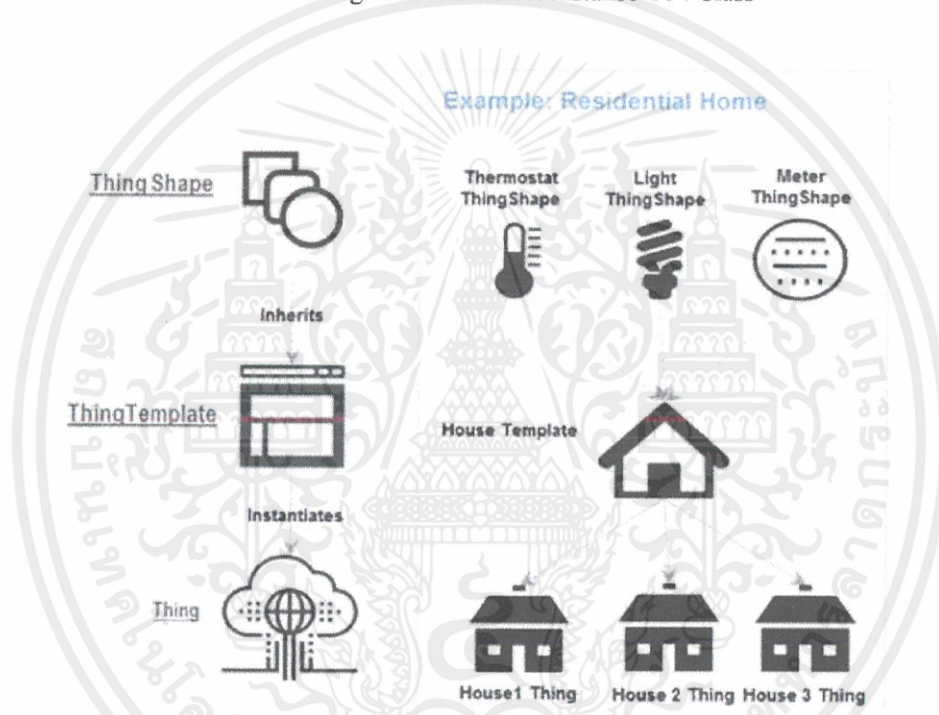 Example: Residential Home
Thing Shape
Thermostat
ThingShape
Light
ThingShape
Meter
ThingShape
Inherits
ThingTemplate
House Template
Instantiates
Thing
House1 Thing
House 2 Thing
House 3 Thing